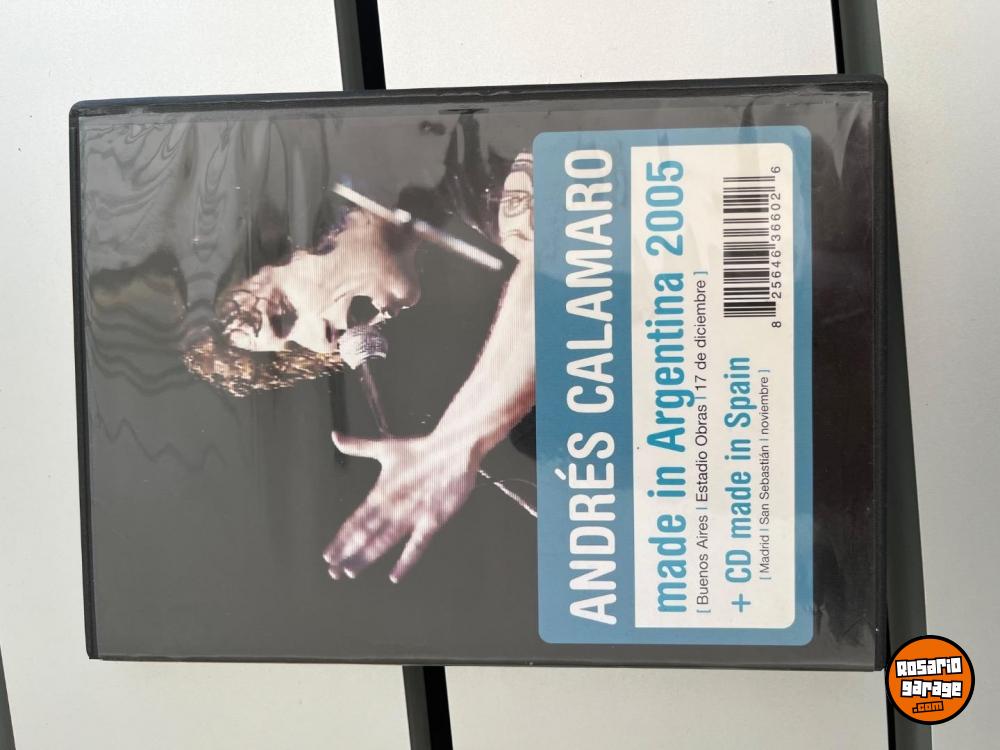 ANDRÉS CALAMARO
made in Argentina 2005
[ Buenos Aires | Estadio Obras | 17 de diciembre ]
+ CD made in Spain
[ Madrid | San Sebastián | noviembre ]
8 25646 36602 6
Rosario
garage
.com